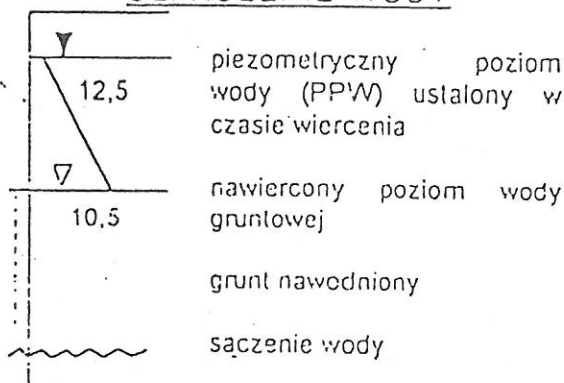 piezometryczny poziom
12,5 wody (PPW) ustalony w
czasie wiercenia
nawiercony poziom wody
10,5 gruntowej
grunt nawodniony
sączenie wody